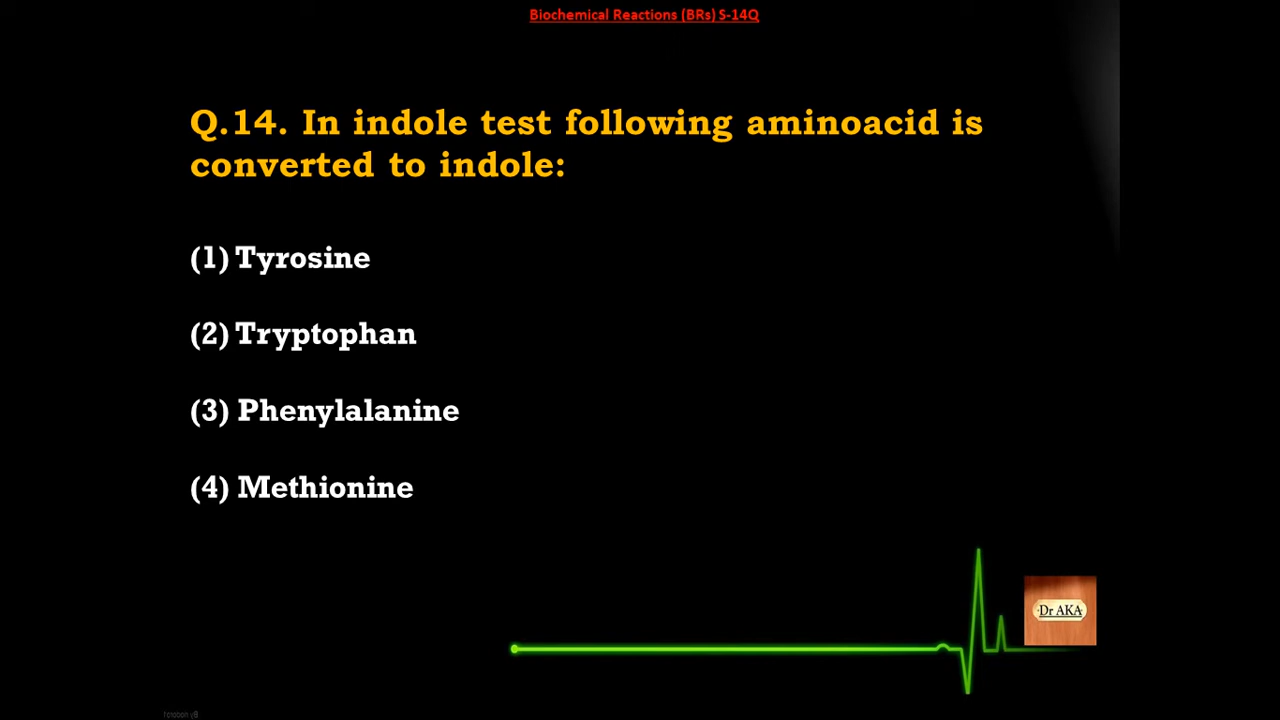 Biochemical Reactions (BRs) S-14Q
Q.14. In indole test following aminoacid is
converted to indole:
(1) Tyrosine
(2) Tryptophan
(3) Phenylalanine
(4) Methionine
Dr AKA